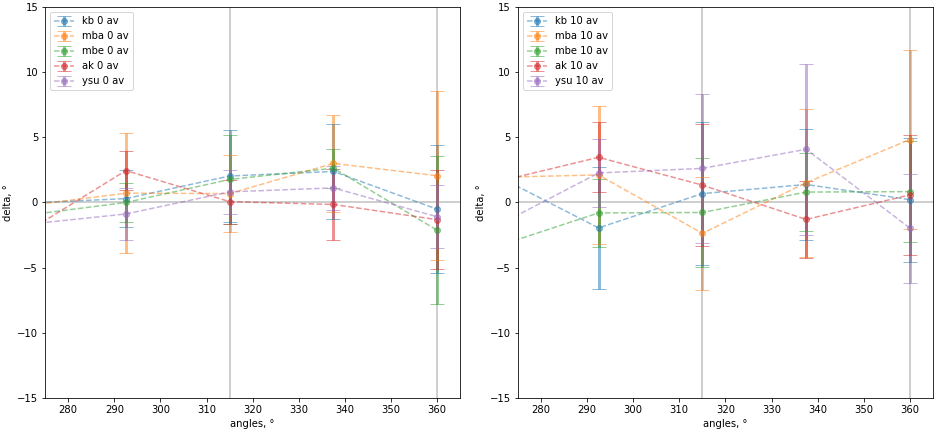 15
10
5
0
−5
−10
−15
delta, °
280 290 300 310 320 330 340 350 360
angles, °
kb 0 av
mba 0 av
mbe 0 av
ak 0 av
ysu 0 av
15
10
5
0
−5
−10
−15
delta, °
280 290 300 310 320 330 340 350 360
angles, °
kb 10 av
mba 10 av
mbe 10 av
ak 10 av
ysu 10 av